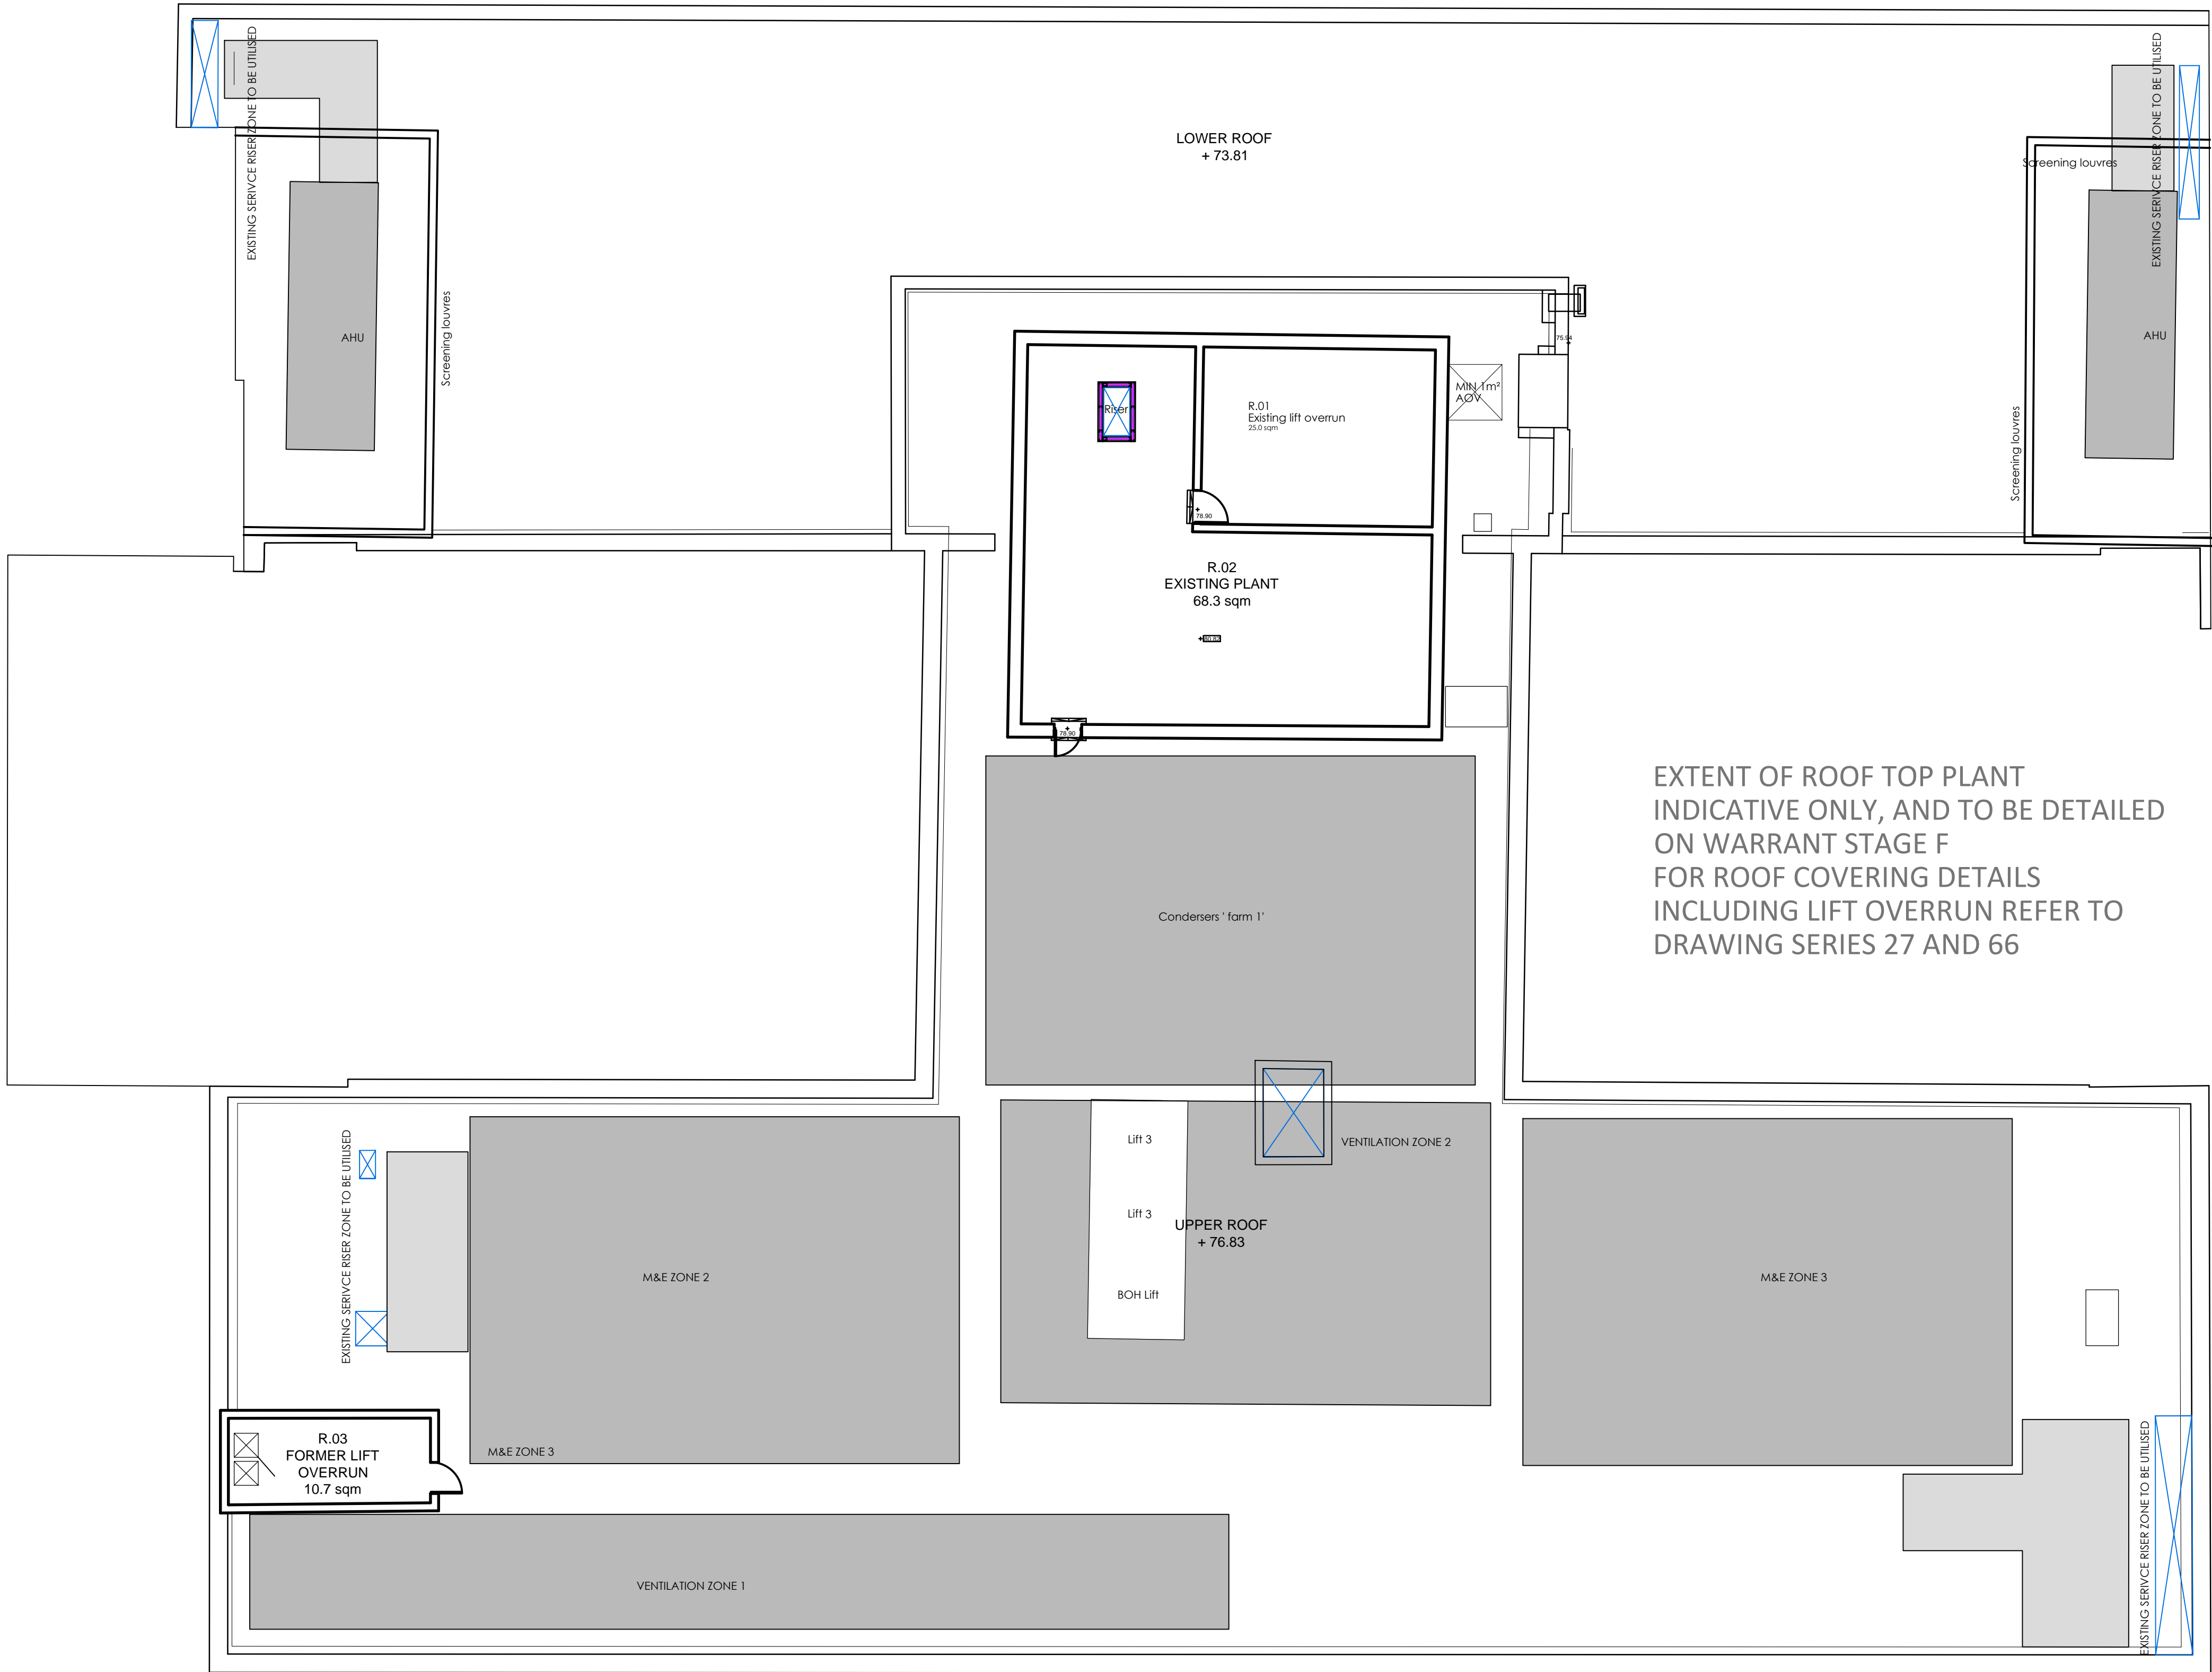 EXISTING SERIVCE RISER ZONE TO BE UTILISED
EXISTING SERIVCE RISER ZONE TO BE UTILISED
LOWER ROOF
+ 73.81
Screening louvres
Screening louvres
AHU
AHU
75.94
MIN 1m²
AOV
Riser
R.01
Existing lift overrun
25.0 sqm
Screening louvres
78.90
R.02
EXISTING PLANT
68.3 sqm
78.90
EXTENT OF ROOF TOP PLANT
INDICATIVE ONLY, AND TO BE DETAILED
ON WARRANT STAGE F
FOR ROOF COVERING DETAILS
INCLUDING LIFT OVERRUN REFER TO
DRAWING SERIES 27 AND 66
Condersers ' farm 1'
EXISTING SERIVCE RISER ZONE TO BE UTILISED
Lift 3
VENTILATION ZONE 2
Lift 3
UPPER ROOF
+ 76.83
M&E ZONE 2
M&E ZONE 3
BOH Lift
R.03
FORMER LIFT
OVERRUN
10.7 sqm
M&E ZONE 3
EXISTING SERIVCE RISER ZONE TO BE UTILISED
VENTILATION ZONE 1